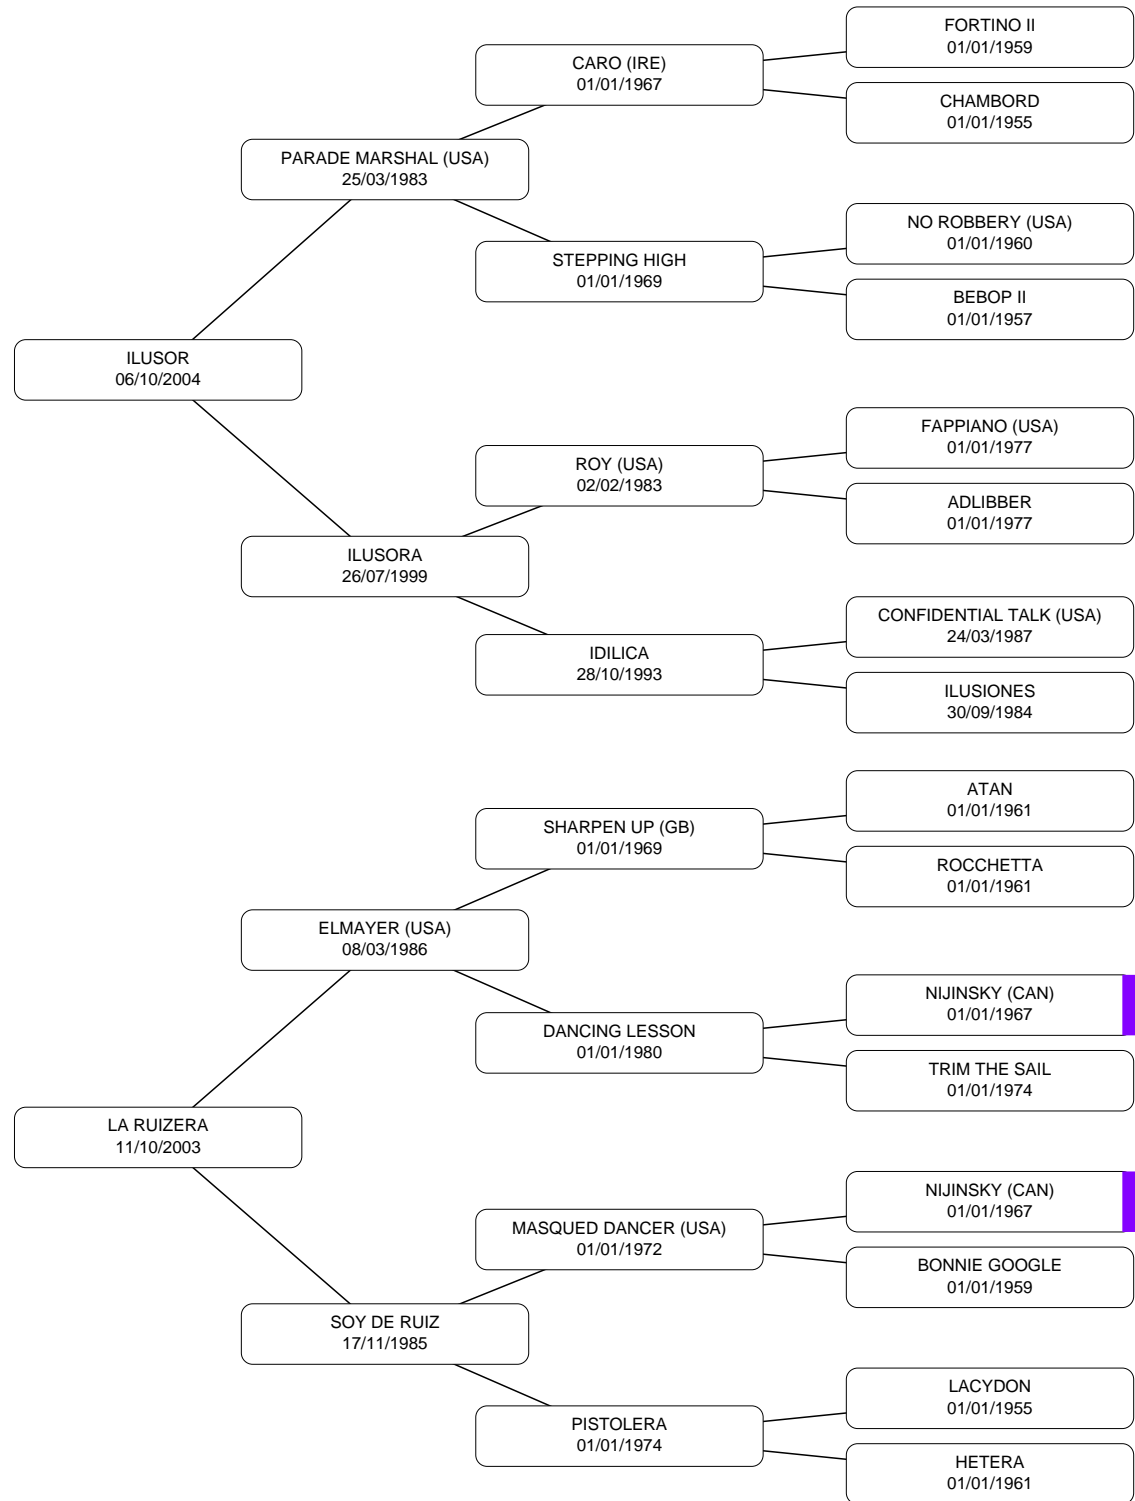 FORTINO II
01/01/1959
CARO (IRE)
01/01/1967
CHAMBORD
01/01/1955
PARADE MARSHAL (USA)
25/03/1983
NO ROBBERY (USA)
01/01/1960
STEPPING HIGH
01/01/1969
BEBOP II
01/01/1957
ILUSOR
06/10/2004
FAPPIANO (USA)
01/01/1977
ROY (USA)
02/02/1983
ADLIBBER
01/01/1977
ILUSORA
26/07/1999
CONFIDENTIAL TALK (USA)
24/03/1987
IDILICA
28/10/1993
ILUSIONES
30/09/1984
ATAN
01/01/1961
SHARPEN UP (GB)
01/01/1969
ROCCHETTA
01/01/1961
ELMAYER (USA)
08/03/1986
NIJINSKY (CAN)
01/01/1967
DANCING LESSON
01/01/1980
TRIM THE SAIL
01/01/1974
LA RUIZERA
11/10/2003
NIJINSKY (CAN)
01/01/1967
MASQUED DANCER (USA)
01/01/1972
BONNIE GOOGLE
01/01/1959
SOY DE RUIZ
17/11/1985
LACYDON
01/01/1955
PISTOLERA
01/01/1974
HETERA
01/01/1961